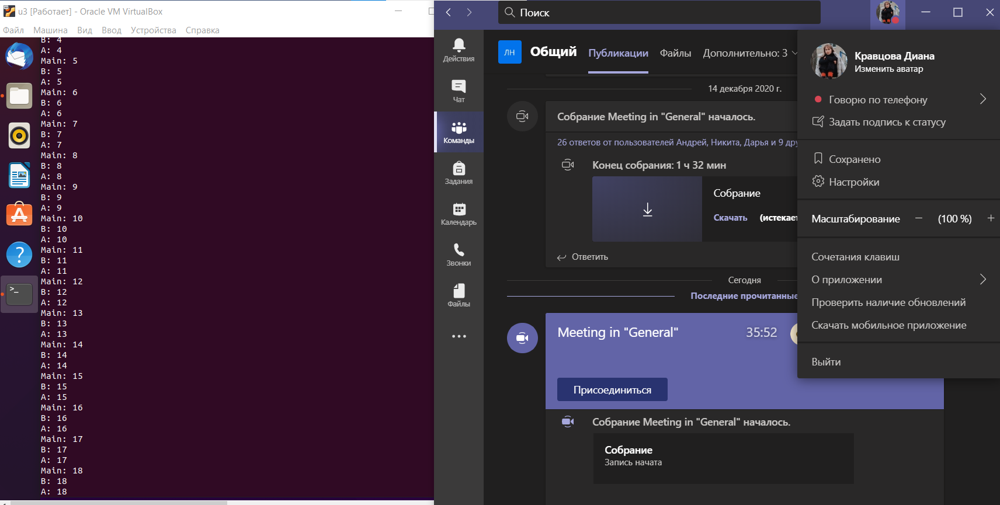 u3 [Работает] - Oracle VM VirtualBox
Файл Машина Вид Ввод Устройства Справка
B: 4
A: 4
Main: 5
B: 5
A: 5
Main: 6
B: 6
A: 6
Main: 7
B: 7
A: 7
Main: 8
B: 8
A: 8
Main: 9
B: 9
A: 9
Main: 10
B: 10
A: 10
Main: 11
B: 11
A: 11
Main: 12
B: 12
A: 12
Main: 13
B: 13
A: 13
Main: 14
B: 14
A: 14
Main: 15
B: 15
A: 15
Main: 16
B: 16
A: 16
Main: 17
B: 17
A: 17
Main: 18
B: 18
A: 18
Поиск
Действия
Чат
Команды
Задания
Календарь
Звонки
Файлы
ЛН Общий Публикации Файлы Дополнительно: 3
14 декабря 2020 г.
Собрание Meeting in "General" началось.
26 ответов от пользователей Андрей, Никита, Дарья и 9 дру
Конец собрания: 1 ч 32 мин
Собрание
Скачать (истекает
Ответить
Сегодня
Последние прочитанные
Meeting in "General" 35:52
Присоединиться
Собрание Meeting in "General" началось.
Собрание
Запись начата
Кравцова Диана
Изменить аватар
Говорю по телефону
Задать подпись к статусу
Сохранено
Настройки
Масштабирование − (100 %) +
Сочетания клавиш
О приложении
Проверить наличие обновлений
Скачать мобильное приложение
Выйти